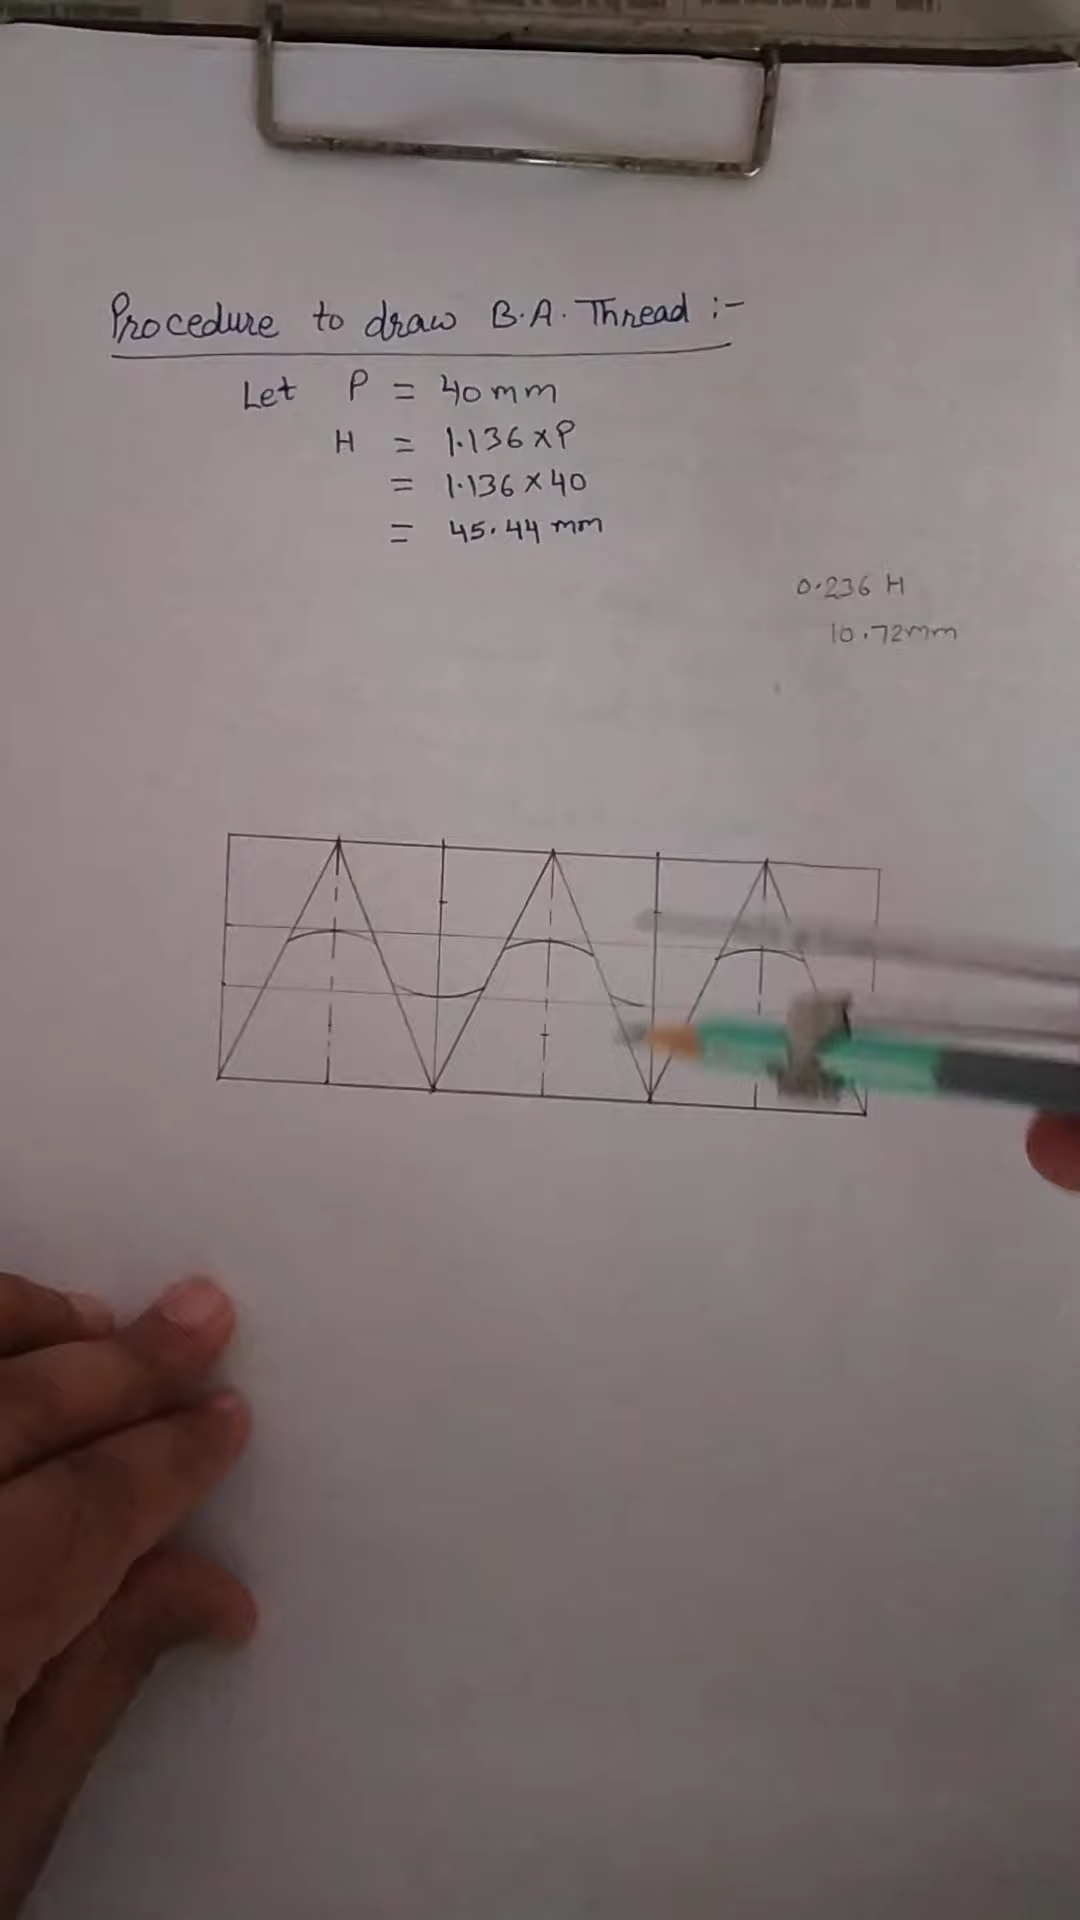 Procedure to draw B.A. Thread :-
Let P = 40mm
H = 1.136 x P
= 1.136 x 40
= 45.44 mm
0.236 H
10.72mm